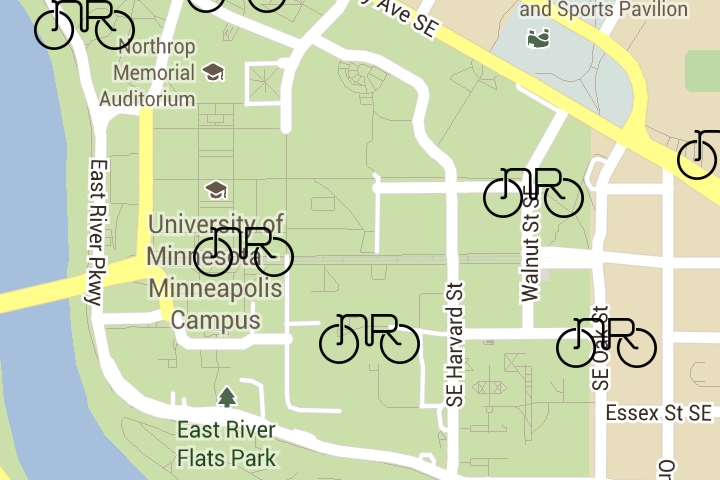 and Sports Pavilion
y Ave SE
Northrop
Memorial
Auditorium
East River Pkwy
University of
Minnesota
Minneapolis
Campus
Walnut St SE
SE Harvard St
SE Oak St
Essex St SE
East River
Flats Park
On